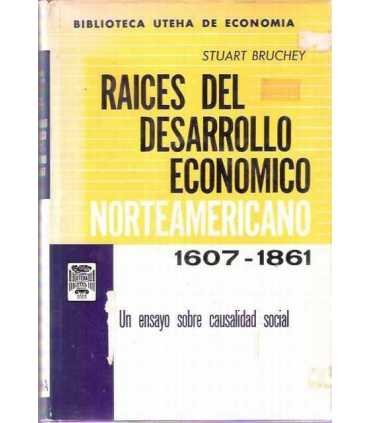 BIBLIOTECA UTEHA DE ECONOMIA
STUART BRUCHEY
RAICES DEL
DESARROLLO
ECONOMICO
NORTEAMERICANO
1607-1861
Un ensayo sobre causalidad social